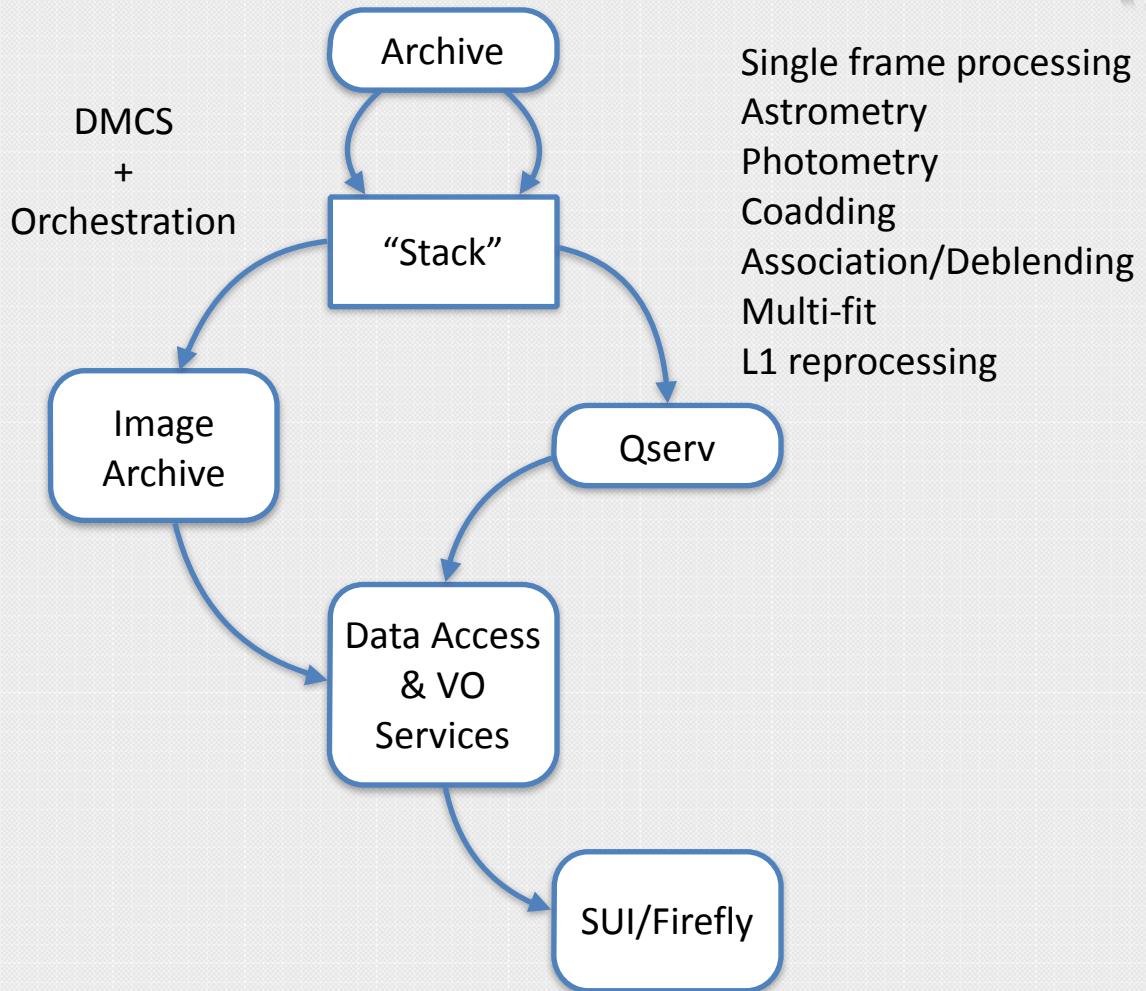 Archive
DMCS
+
Orchestration
“Stack”
Single frame processing
Astrometry
Photometry
Coadding
Association/Deblending
Multi-fit
L1 reprocessing
Image
Archive
Qserv
Data Access
& VO
Services
SUI/Firefly